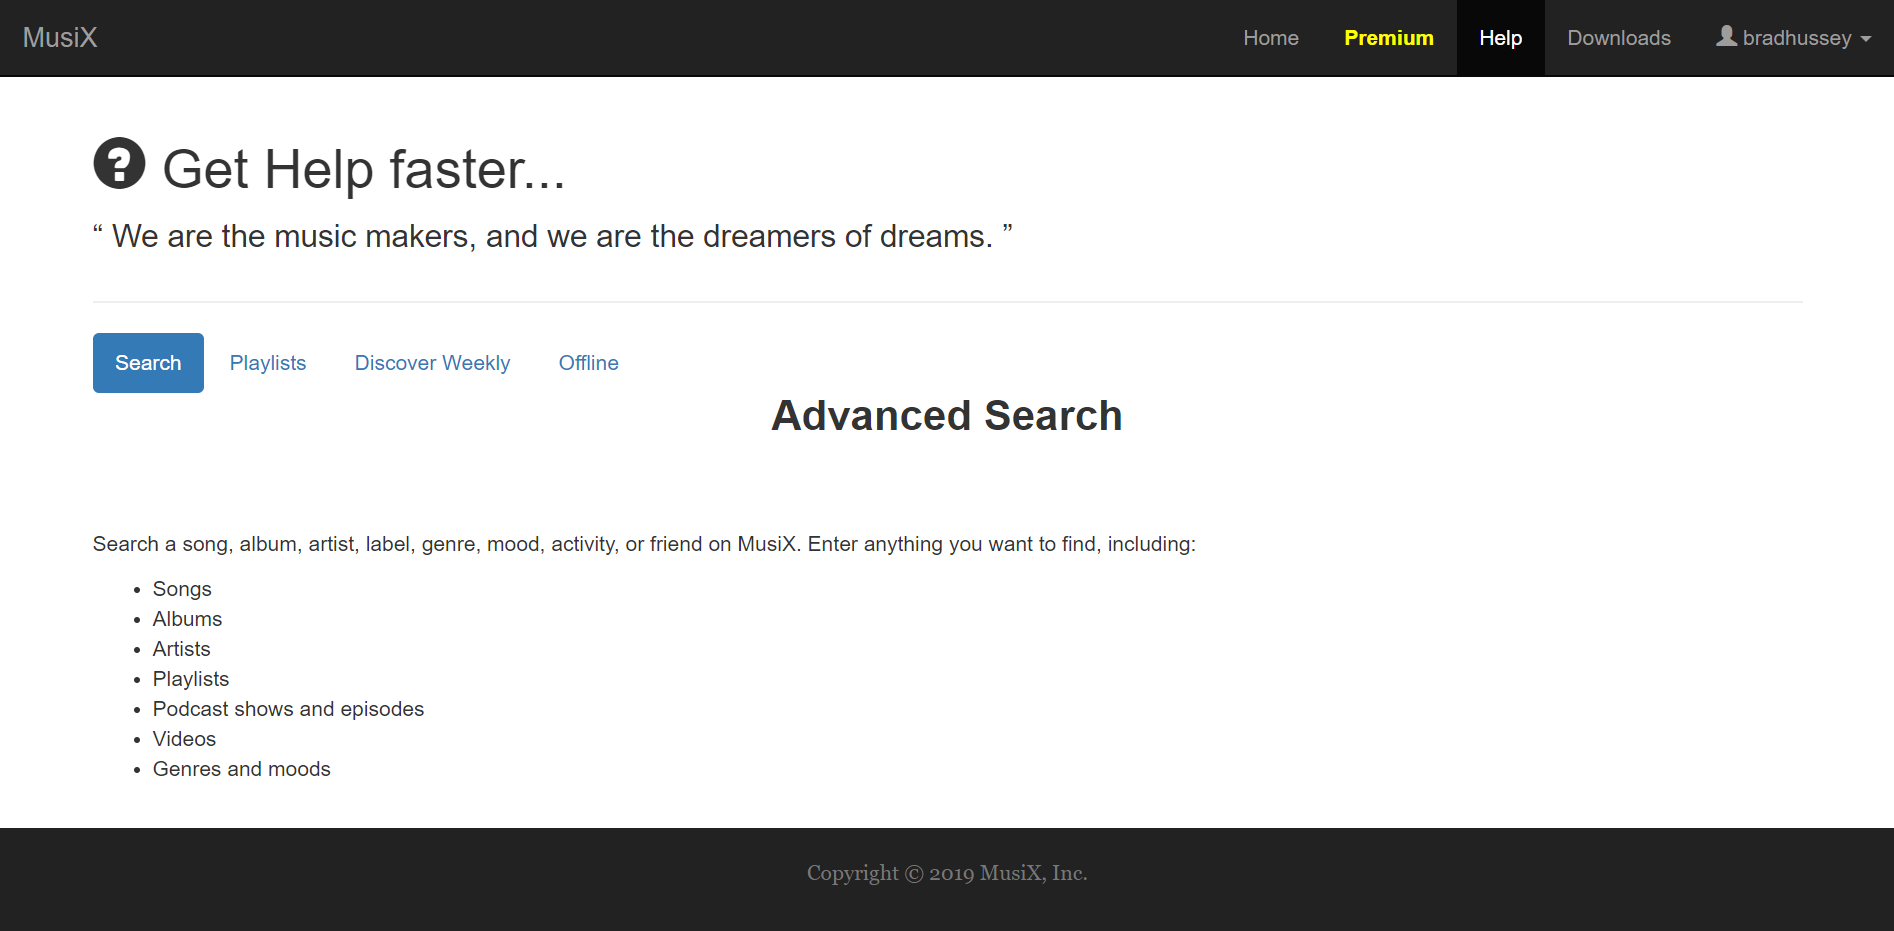 MusiX Home Premium Help Downloads bradhussey
Get Help faster...
“ We are the music makers, and we are the dreamers of dreams. ”
Search Playlists Discover Weekly Offline
Advanced Search
Search a song, album, artist, label, genre, mood, activity, or friend on MusiX. Enter anything you want to find, including:
• Songs
• Albums
• Artists
• Playlists
• Podcast shows and episodes
• Videos
• Genres and moods
Copyright © 2019 MusiX, Inc.